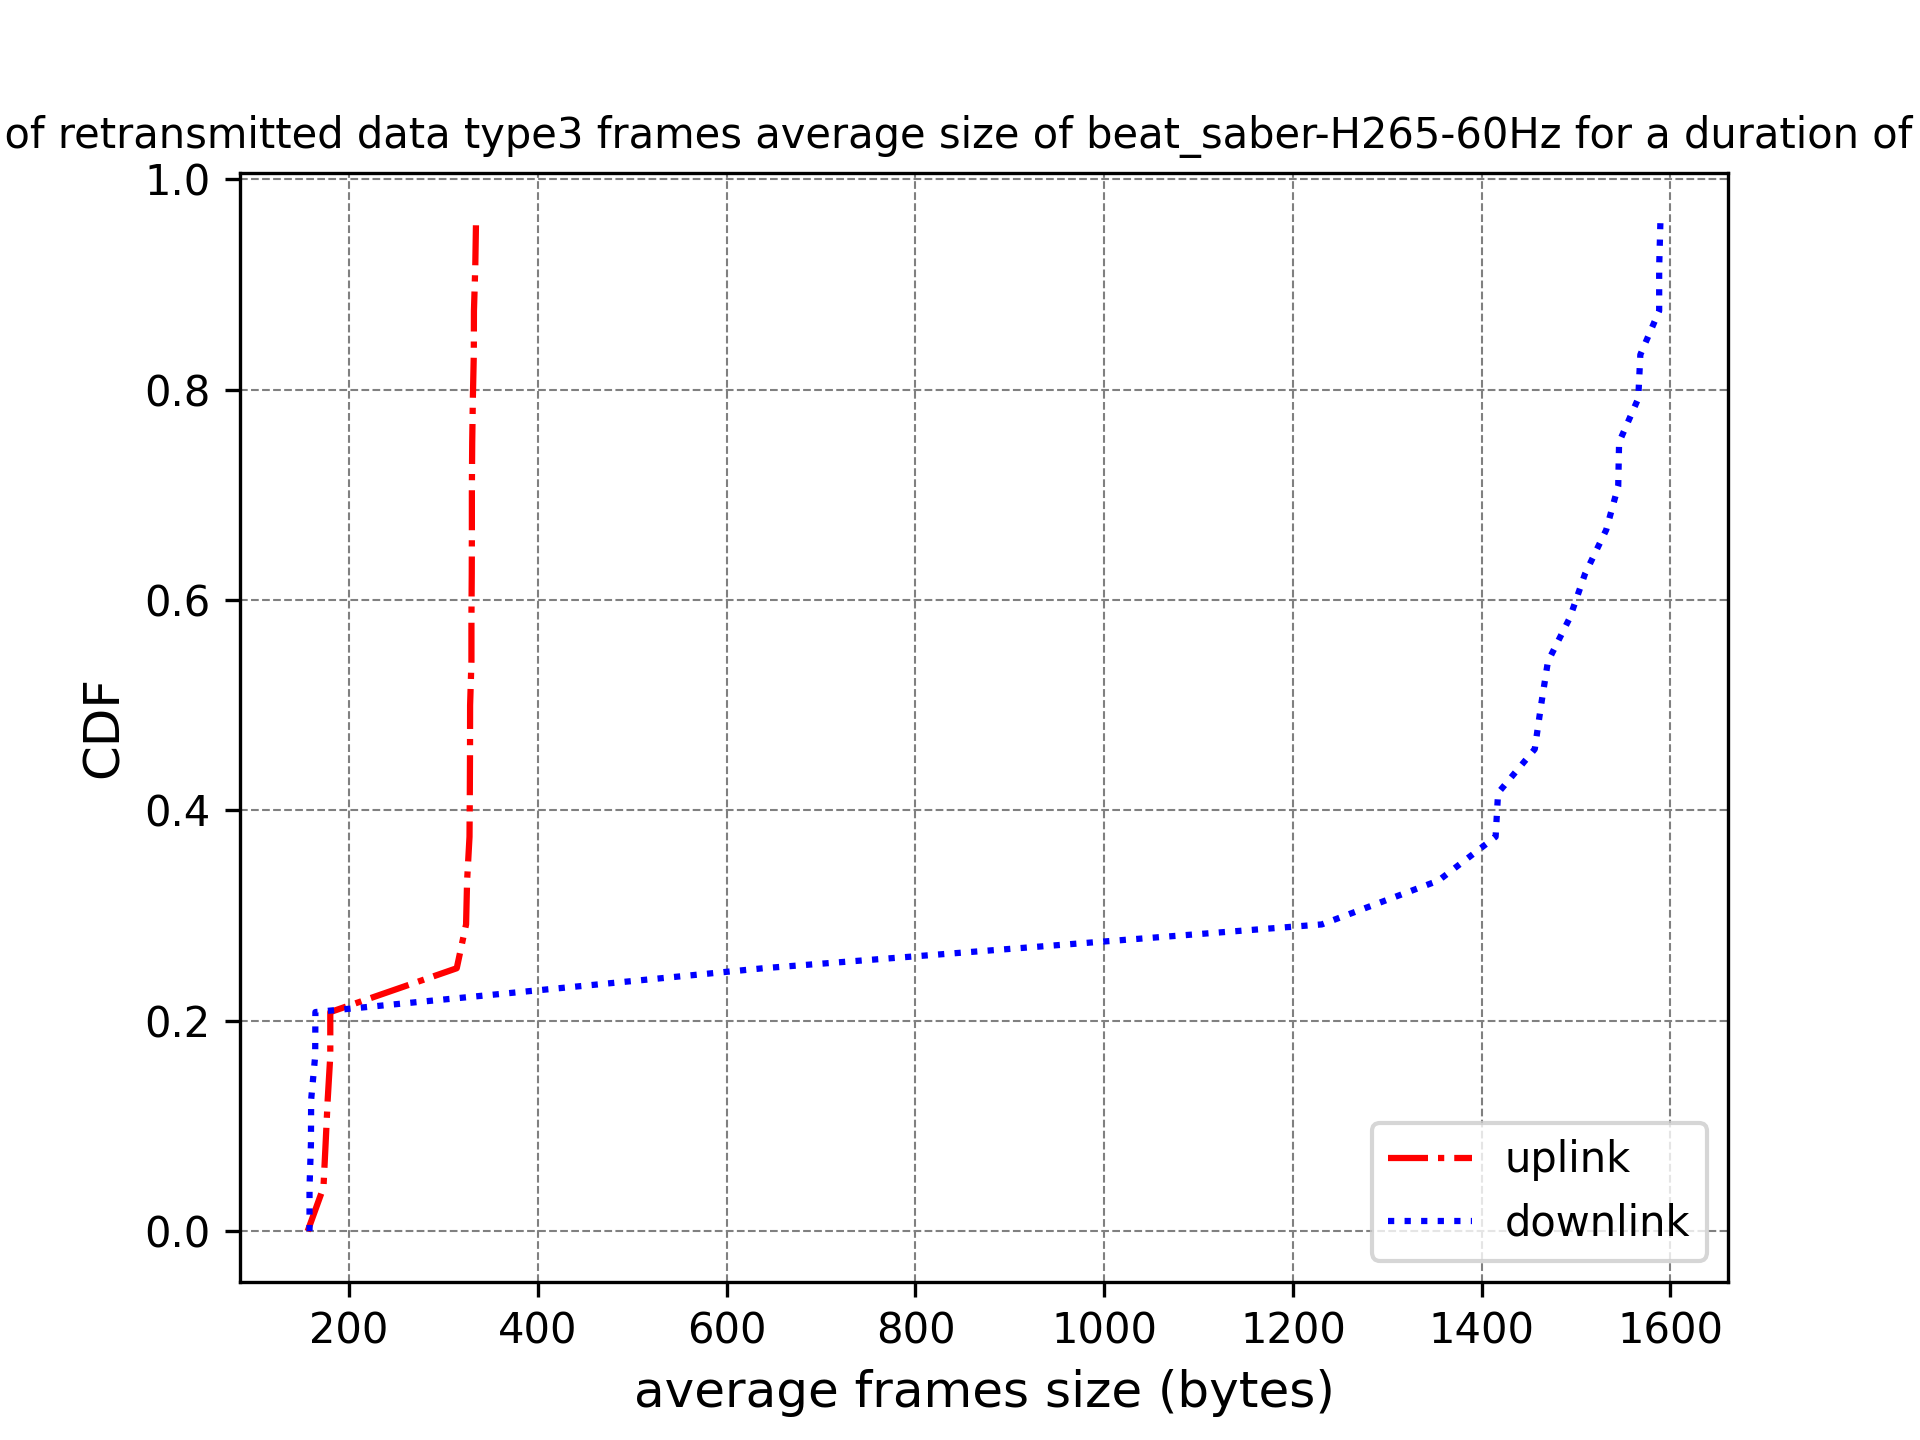 of retransmitted data type3 frames average size of beat_saber-H265-60Hz for a duration of
1.0
0.8
0.6
0.4
0.2
0.0
CDF
200 400 600 800 1000 1200 1400 1600
average frames size (bytes)
uplink
downlink